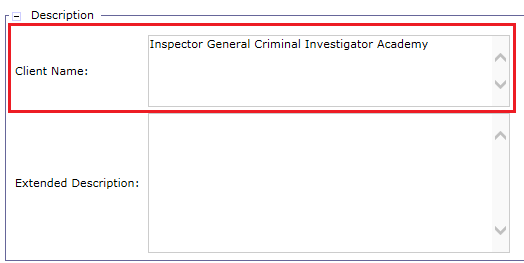 Description
Client Name:
Inspector General Criminal Investigator Academy
Extended Description: